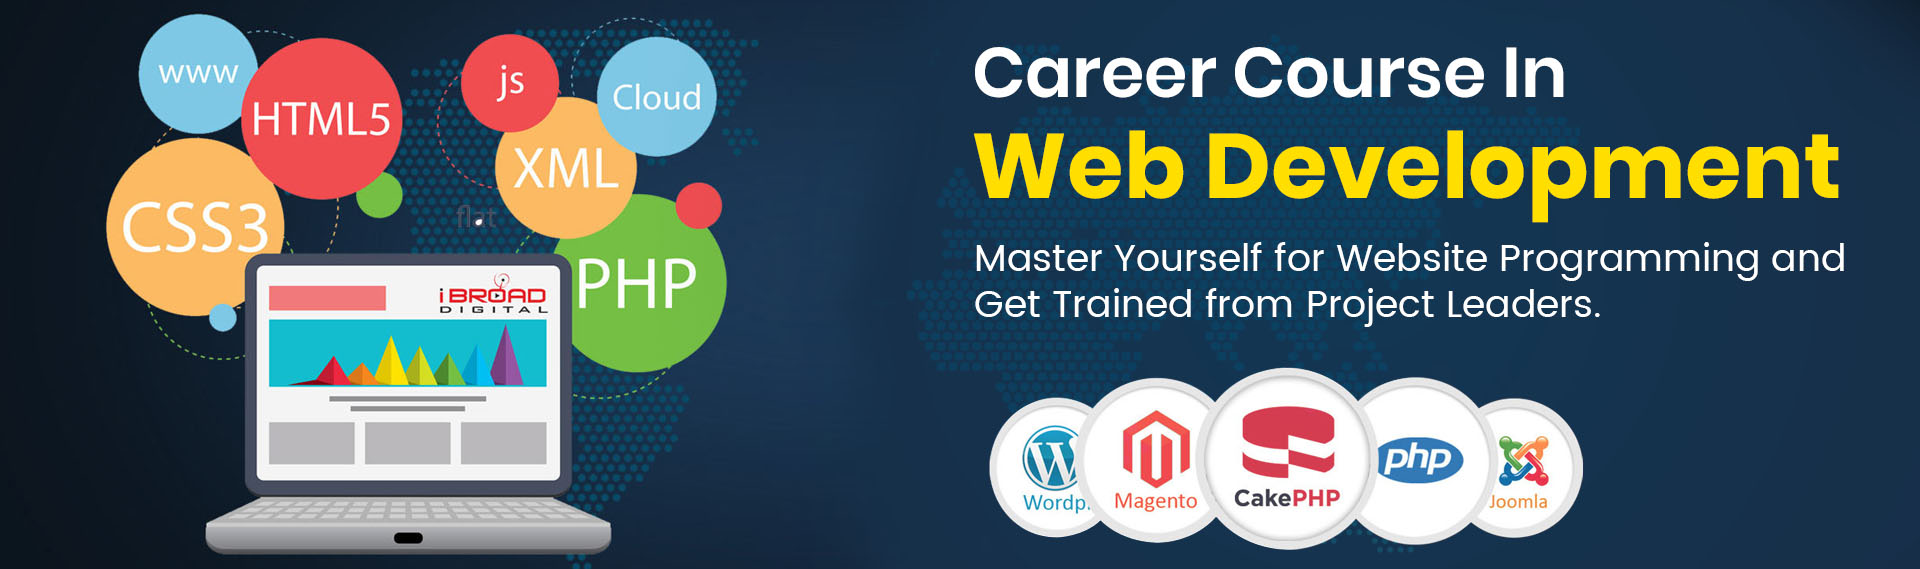 www
HTML5
CSS3
js
Cloud
XML
flat
PHP
iBROAD
DIGITAL
Career Course In
Web Development
Master Yourself for Website Programming and
Get Trained from Project Leaders.
Wordp
Magento
CakePHP
php
Joomla